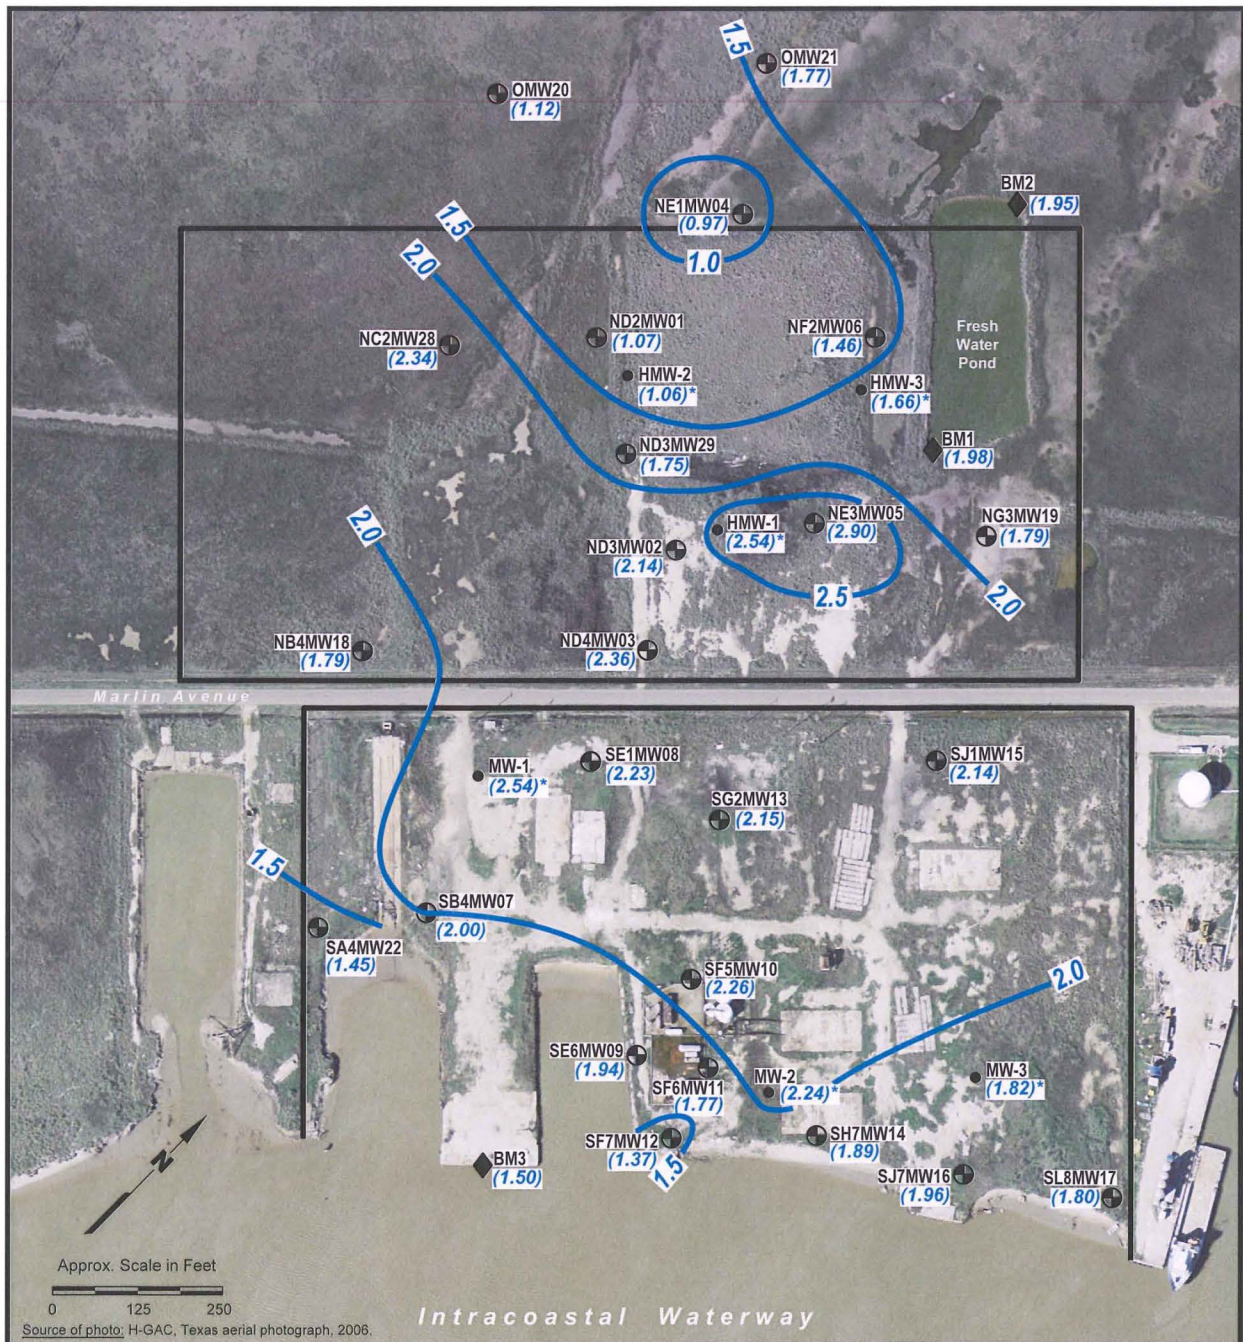 1.5
OMW21
(1.77)
OMW20
(1.12)
BM2
(1.95)
NE1MW04
(0.97)
1.5
2.0
1.0
ND2MW01
(1.07)
NF2MW06
(1.46)
Fresh
Water
Pond
NC2MW28
(2.34)
HMW-2
(1.06)*
HMW-3
(1.66)*
ND3MW29
(1.75)
BM1
(1.98)
2.0
HMW-1
(2.54)*
NE3MW05
(2.90)
NG3MW19
(1.79)
ND3MW02
(2.14)
2.5
2.0
NB4MW18
(1.79)
ND4MW03
(2.36)
Marlin Avenue
MW-1
(2.54)*
SE1MW08
(2.23)
SJ1MW15
(2.14)
SG2MW13
(2.15)
1.5
SB4MW07
(2.00)
SA4MW22
(1.45)
SF5MW10
(2.26)
2.0
SE6MW09
(1.94)
SF6MW11
(1.77)
MW-2
(2.24)*
MW-3
(1.82)*
SF7MW12
(1.37)
1.5
SH7MW14
(1.89)
N
BM3
(1.50)
SJ7MW16
(1.96)
SL8MW17
(1.80)
Approx. Scale in Feet
0 125 250
Intracoastal Waterway
Source of photo: H-GAC, Texas aerial photograph, 2006.